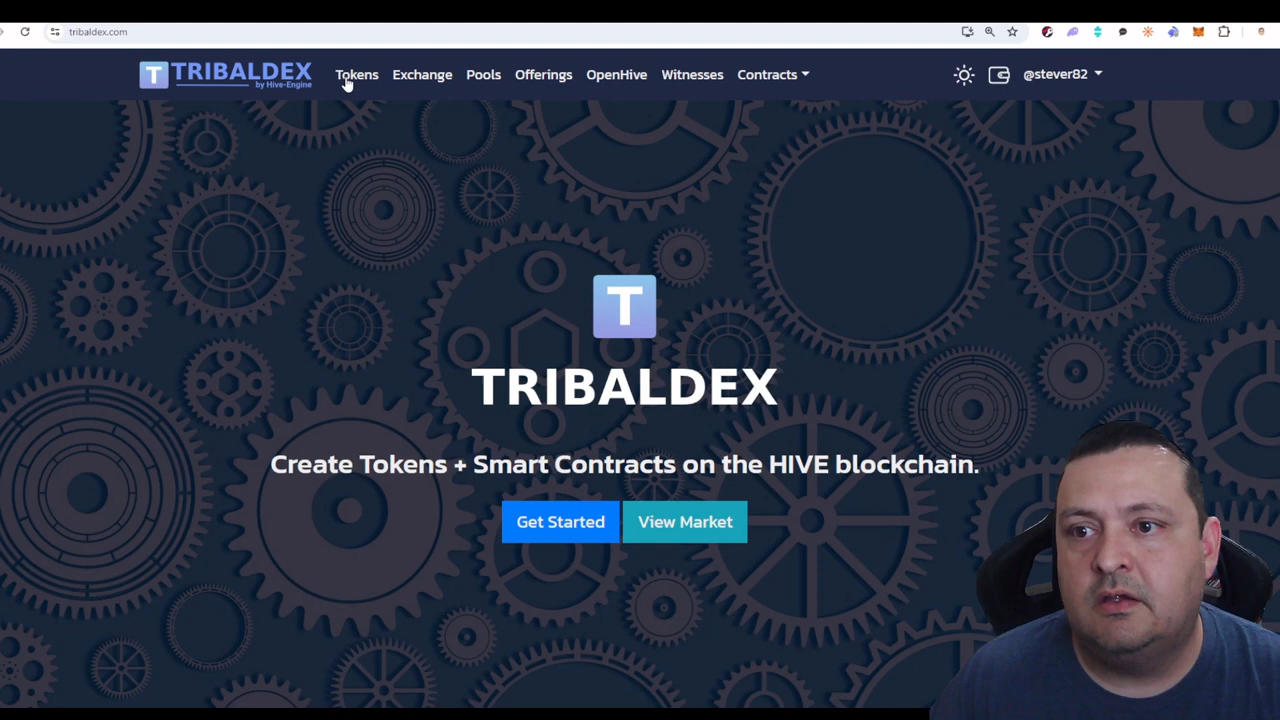 tribaldex.com
T TRIBALDEX
by Hive-Engine
Tokens Exchange Pools Offerings OpenHive Witnesses Contracts
@stever82
T
TRIBALDEX
Create Tokens + Smart Contracts on the HIVE blockchain.
Get Started View Market